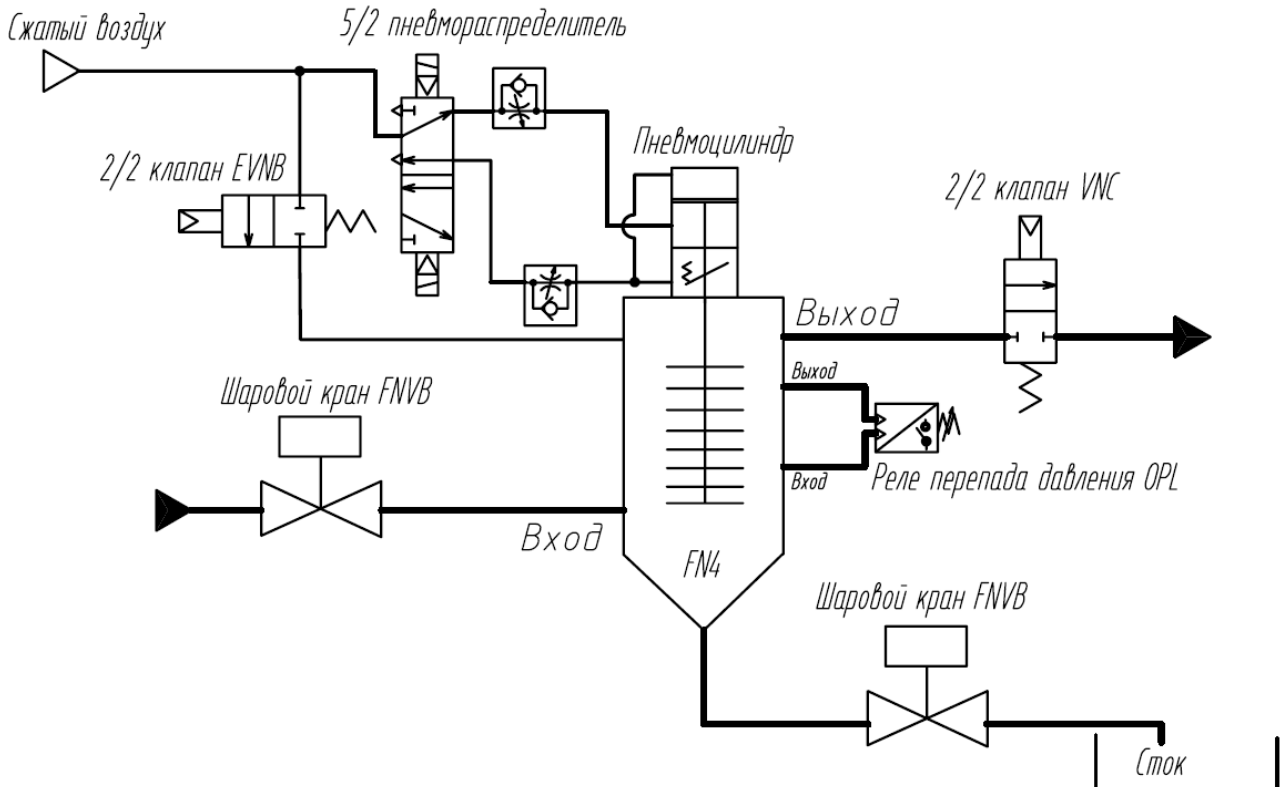 Сжатый воздух
5/2 пневмораспределитель
Пневмоцилиндр
2/2 клапан EVNB
2/2 клапан VNC
Выход
Выход
Шаровой кран FNVB
Вход
Реле перепада давления OPL
Вход
FN4
Шаровой кран FNVB
Сток